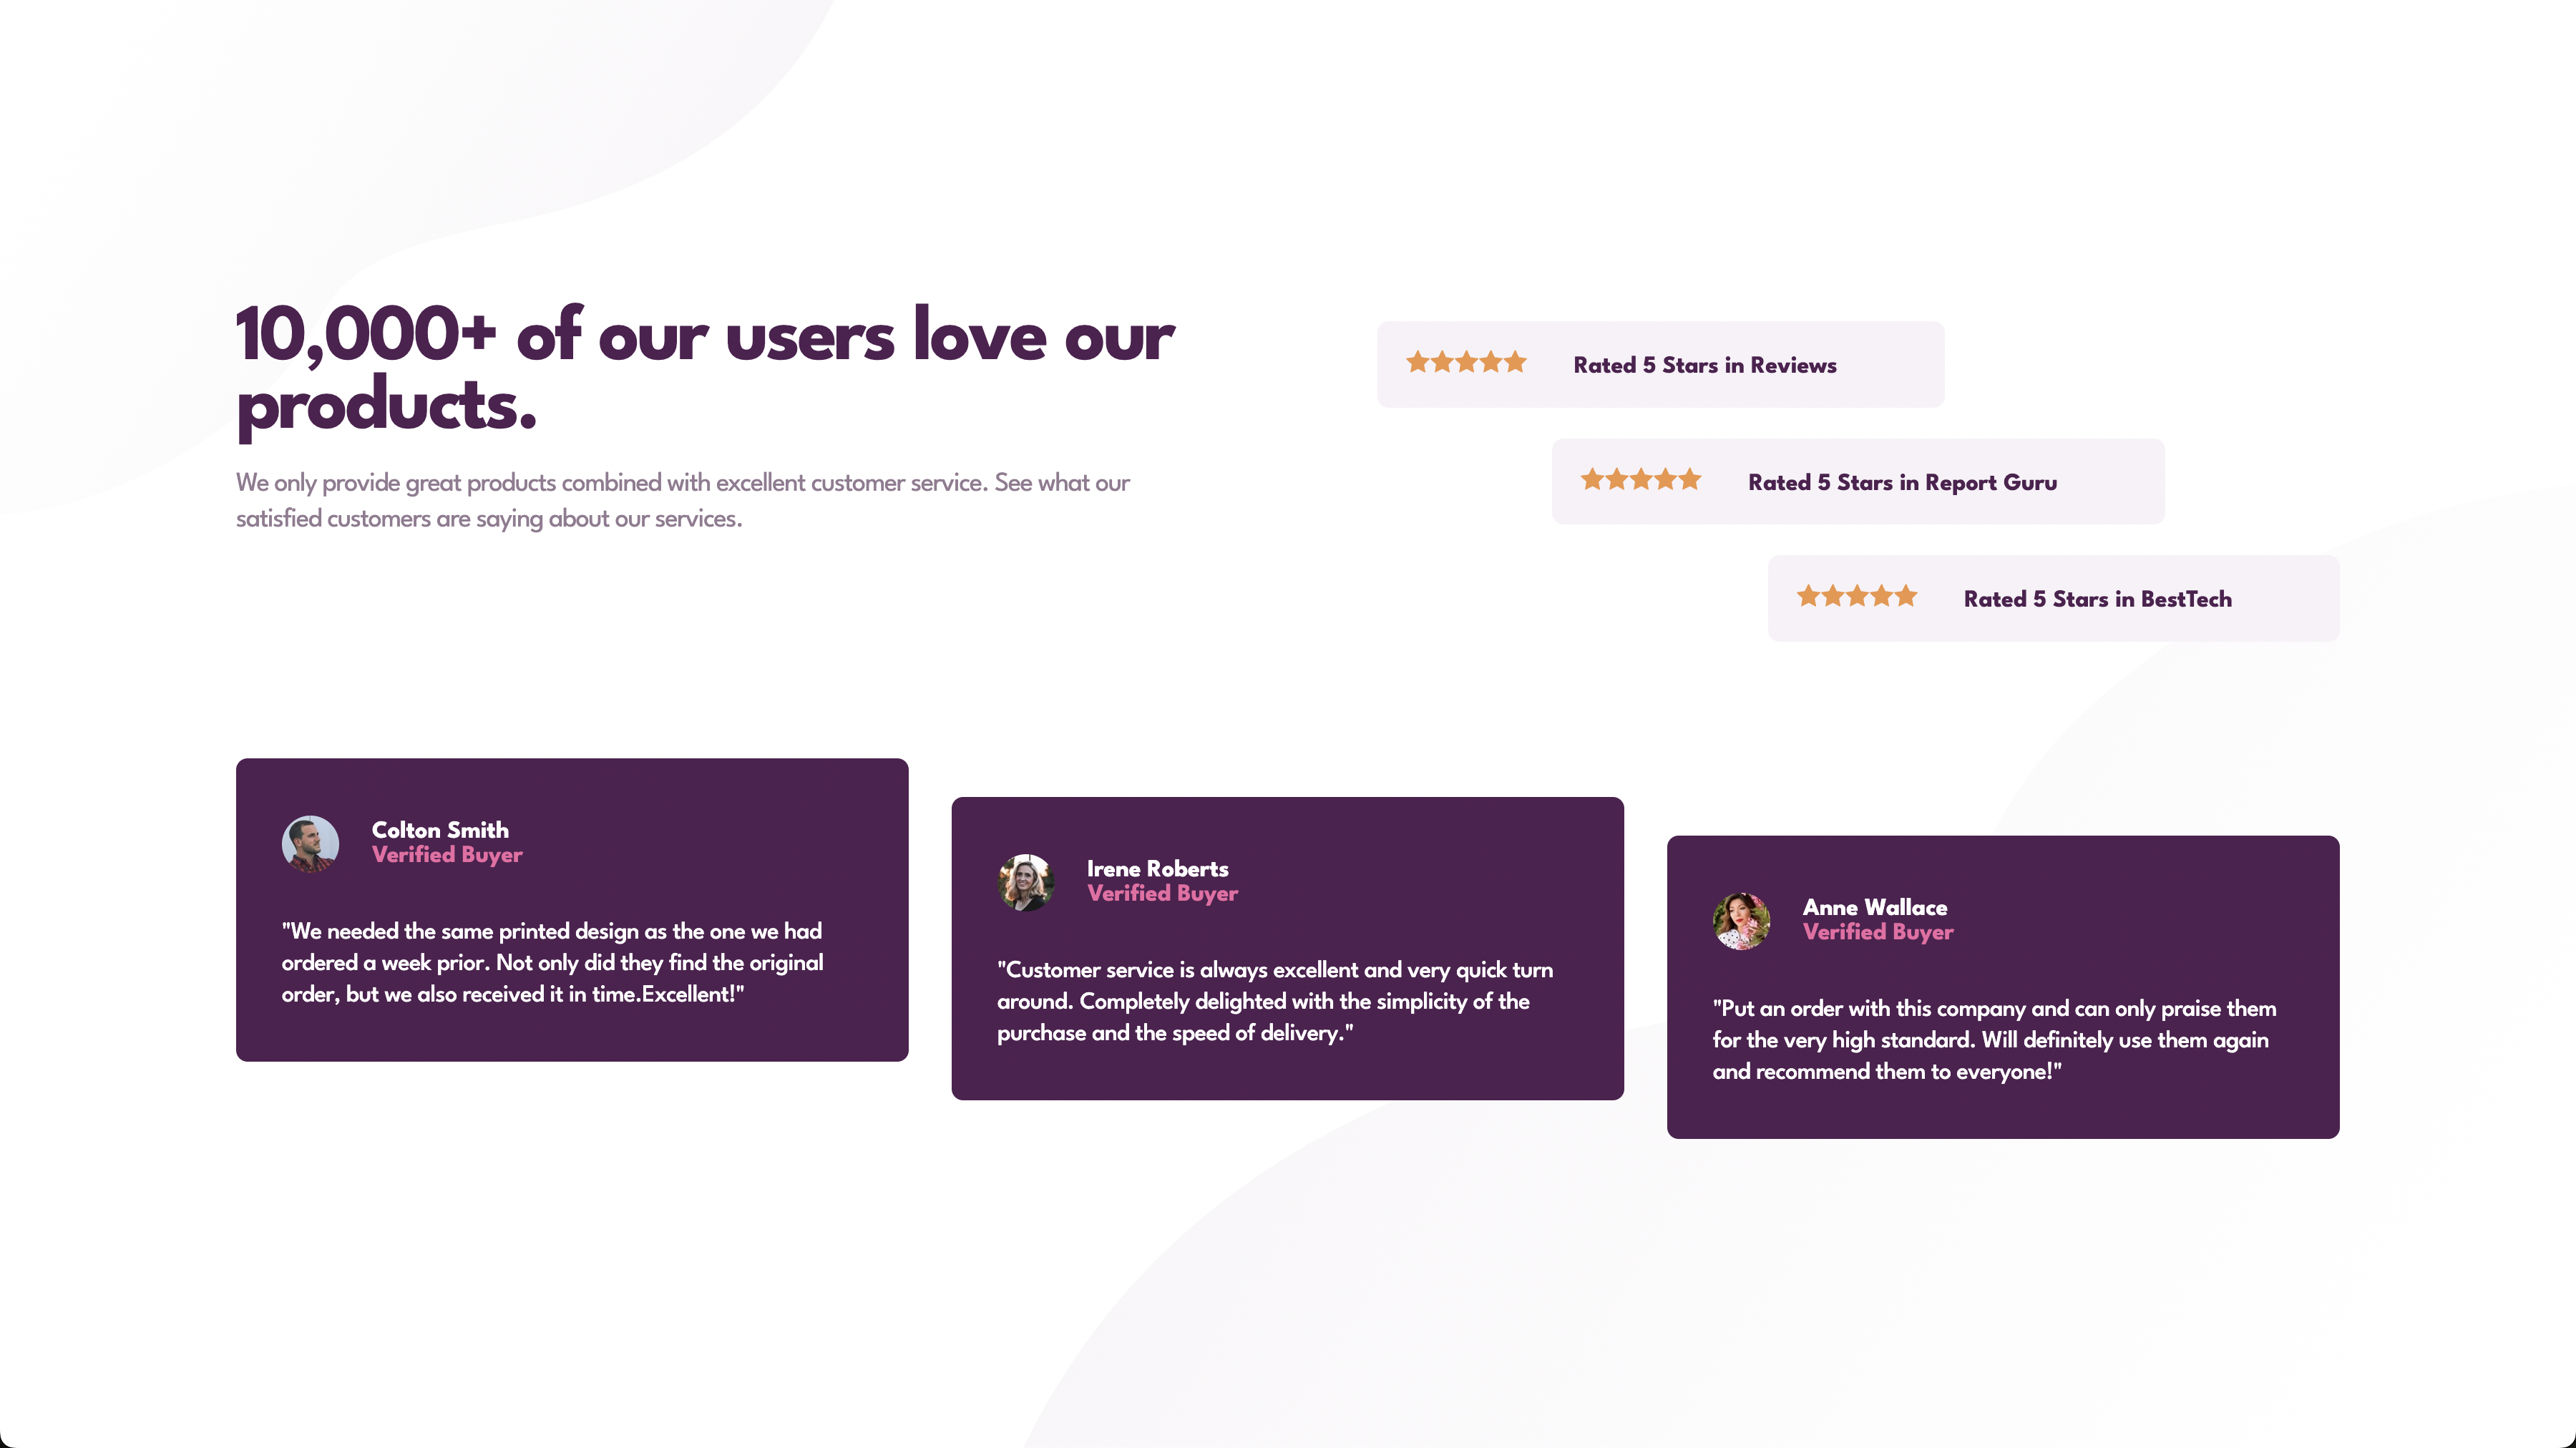 10,000+ of our users love our
products.
We only provide great products combined with excellent customer service. See what our
satisfied customers are saying about our services.
Rated 5 Stars in Reviews
Rated 5 Stars in Report Guru
Rated 5 Stars in BestTech
Colton Smith
Verified Buyer
"We needed the same printed design as the one we had
ordered a week prior. Not only did they find the original
order, but we also received it in time.Excellent!"
Irene Roberts
Verified Buyer
"Customer service is always excellent and very quick turn
around. Completely delighted with the simplicity of the
purchase and the speed of delivery."
Anne Wallace
Verified Buyer
"Put an order with this company and can only praise them
for the very high standard. Will definitely use them again
and recommend them to everyone!"